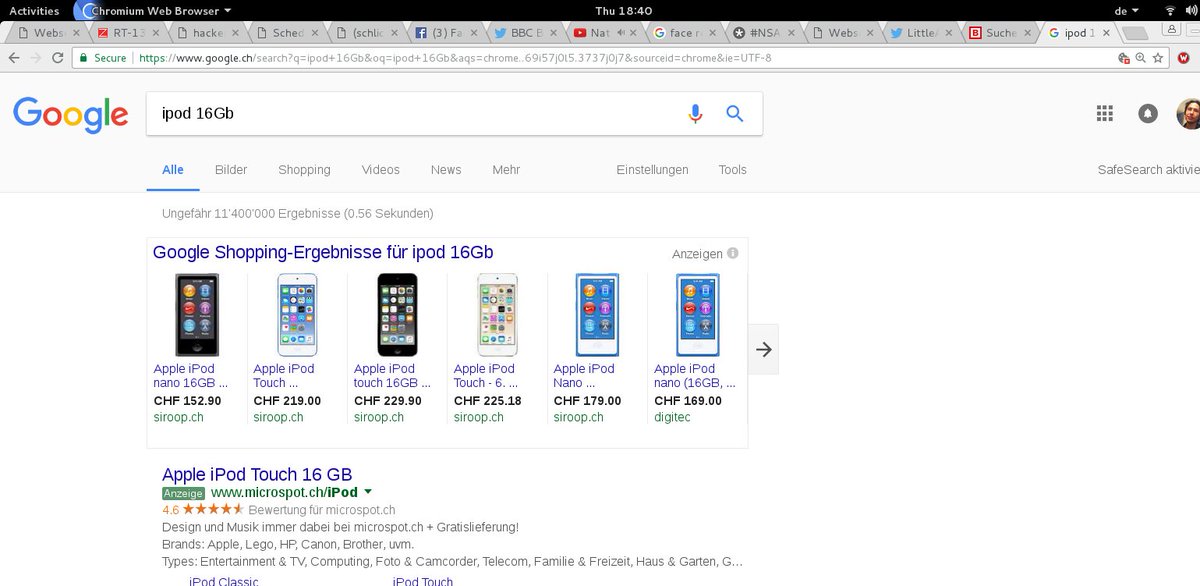 Activities Chromium Web Browser Thu 18:40 de
Webs RT-13 hacke Sched (schlic (3) Fa BBC B Nat face r #NSA Webs Little Suche ipod 1
Secure https://www.google.ch/search?q=ipod+16Gb&oq=ipod+16Gb&aqs=chrome..69i57j0l5.3737j0j7&sourceid=chrome&ie=UTF-8
Google
ipod 16Gb
Alle Bilder Shopping Videos News Mehr Einstellungen Tools SafeSearch aktivie
Ungefähr 11'400'000 Ergebnisse (0.56 Sekunden)
Google Shopping-Ergebnisse für ipod 16Gb Anzeigen
Apple iPod nano 16GB ...
CHF 152.90
siroop.ch
Apple iPod Touch ...
CHF 219.00
siroop.ch
Apple iPod touch 16GB ...
CHF 229.90
siroop.ch
Apple iPod Touch - 6. ...
CHF 225.18
siroop.ch
Apple iPod Nano ...
CHF 179.00
siroop.ch
Apple iPod nano (16GB, ...
CHF 169.00
digitec
Apple iPod Touch 16 GB
Anzeige www.microspot.ch/iPod
4.6 Bewertung für microspot.ch
Design und Musik immer dabei bei microspot.ch + Gratislieferung!
Brands: Apple, Lego, HP, Canon, Brother, uvm.
Types: Entertainment & TV, Computing, Foto & Camcorder, Telecom, Familie & Freizeit, Haus & Garten, G...
iPod Classic iPod Touch